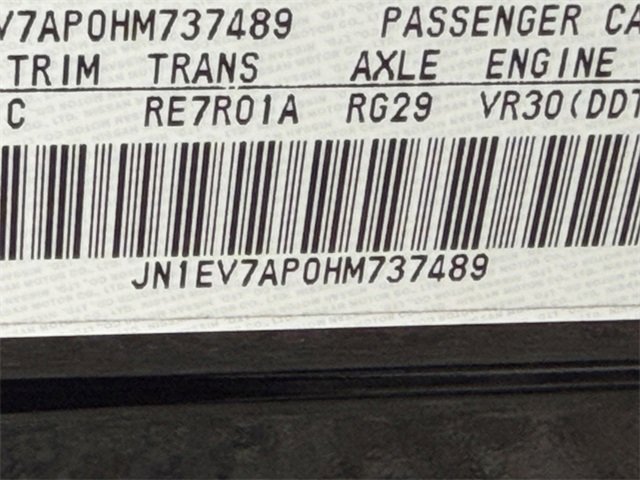 V7AP0HM737489 PASSENGER CA
TRIM TRANS AXLE ENGINE
C RE7R01A RG29 VR30(DDT
JN1EV7AP0HM737489